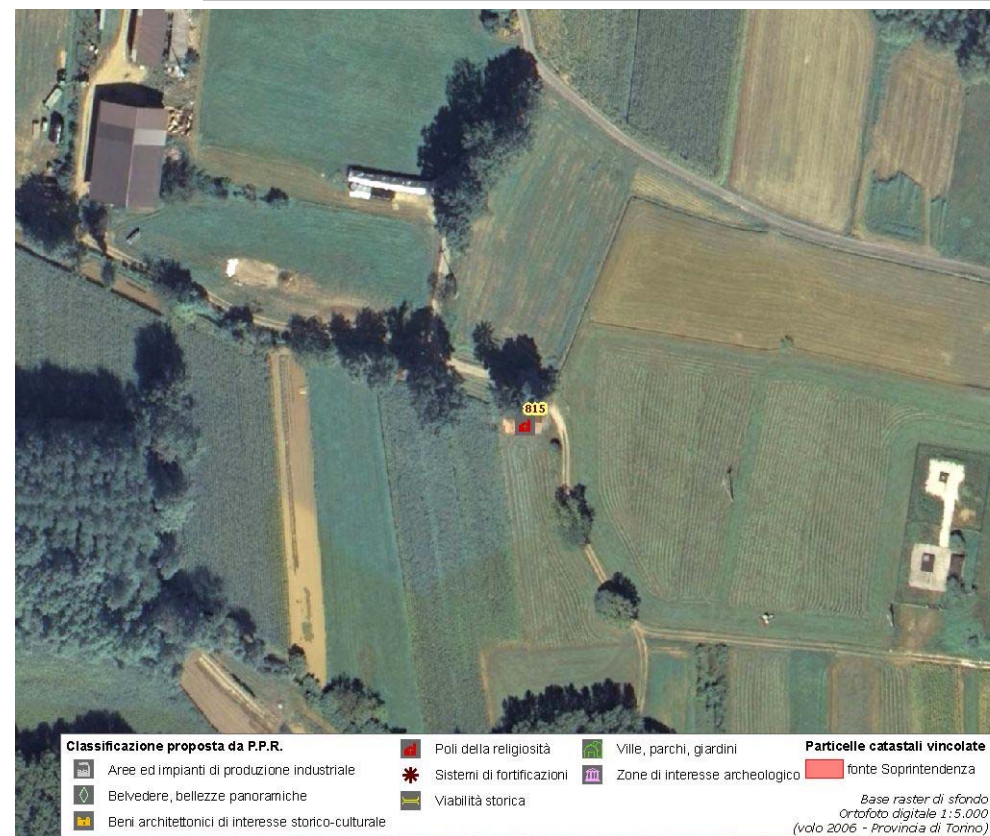 815
Classificazione proposta da P.P.R.
Aree ed impianti di produzione industriale
Belvedere, bellezze panoramiche
Beni architettonici di interesse storico-culturale
Poli della religiosità
Sistemi di fortificazioni
Viabilità storica
Ville, parchi, giardini
Zone di interesse archeologico
Particelle catastali vincolate
fonte Soprintendenza
Base raster di sfondo
Ortofoto digitale 1:5.000
(volo 2006 - Provincia di Torino)